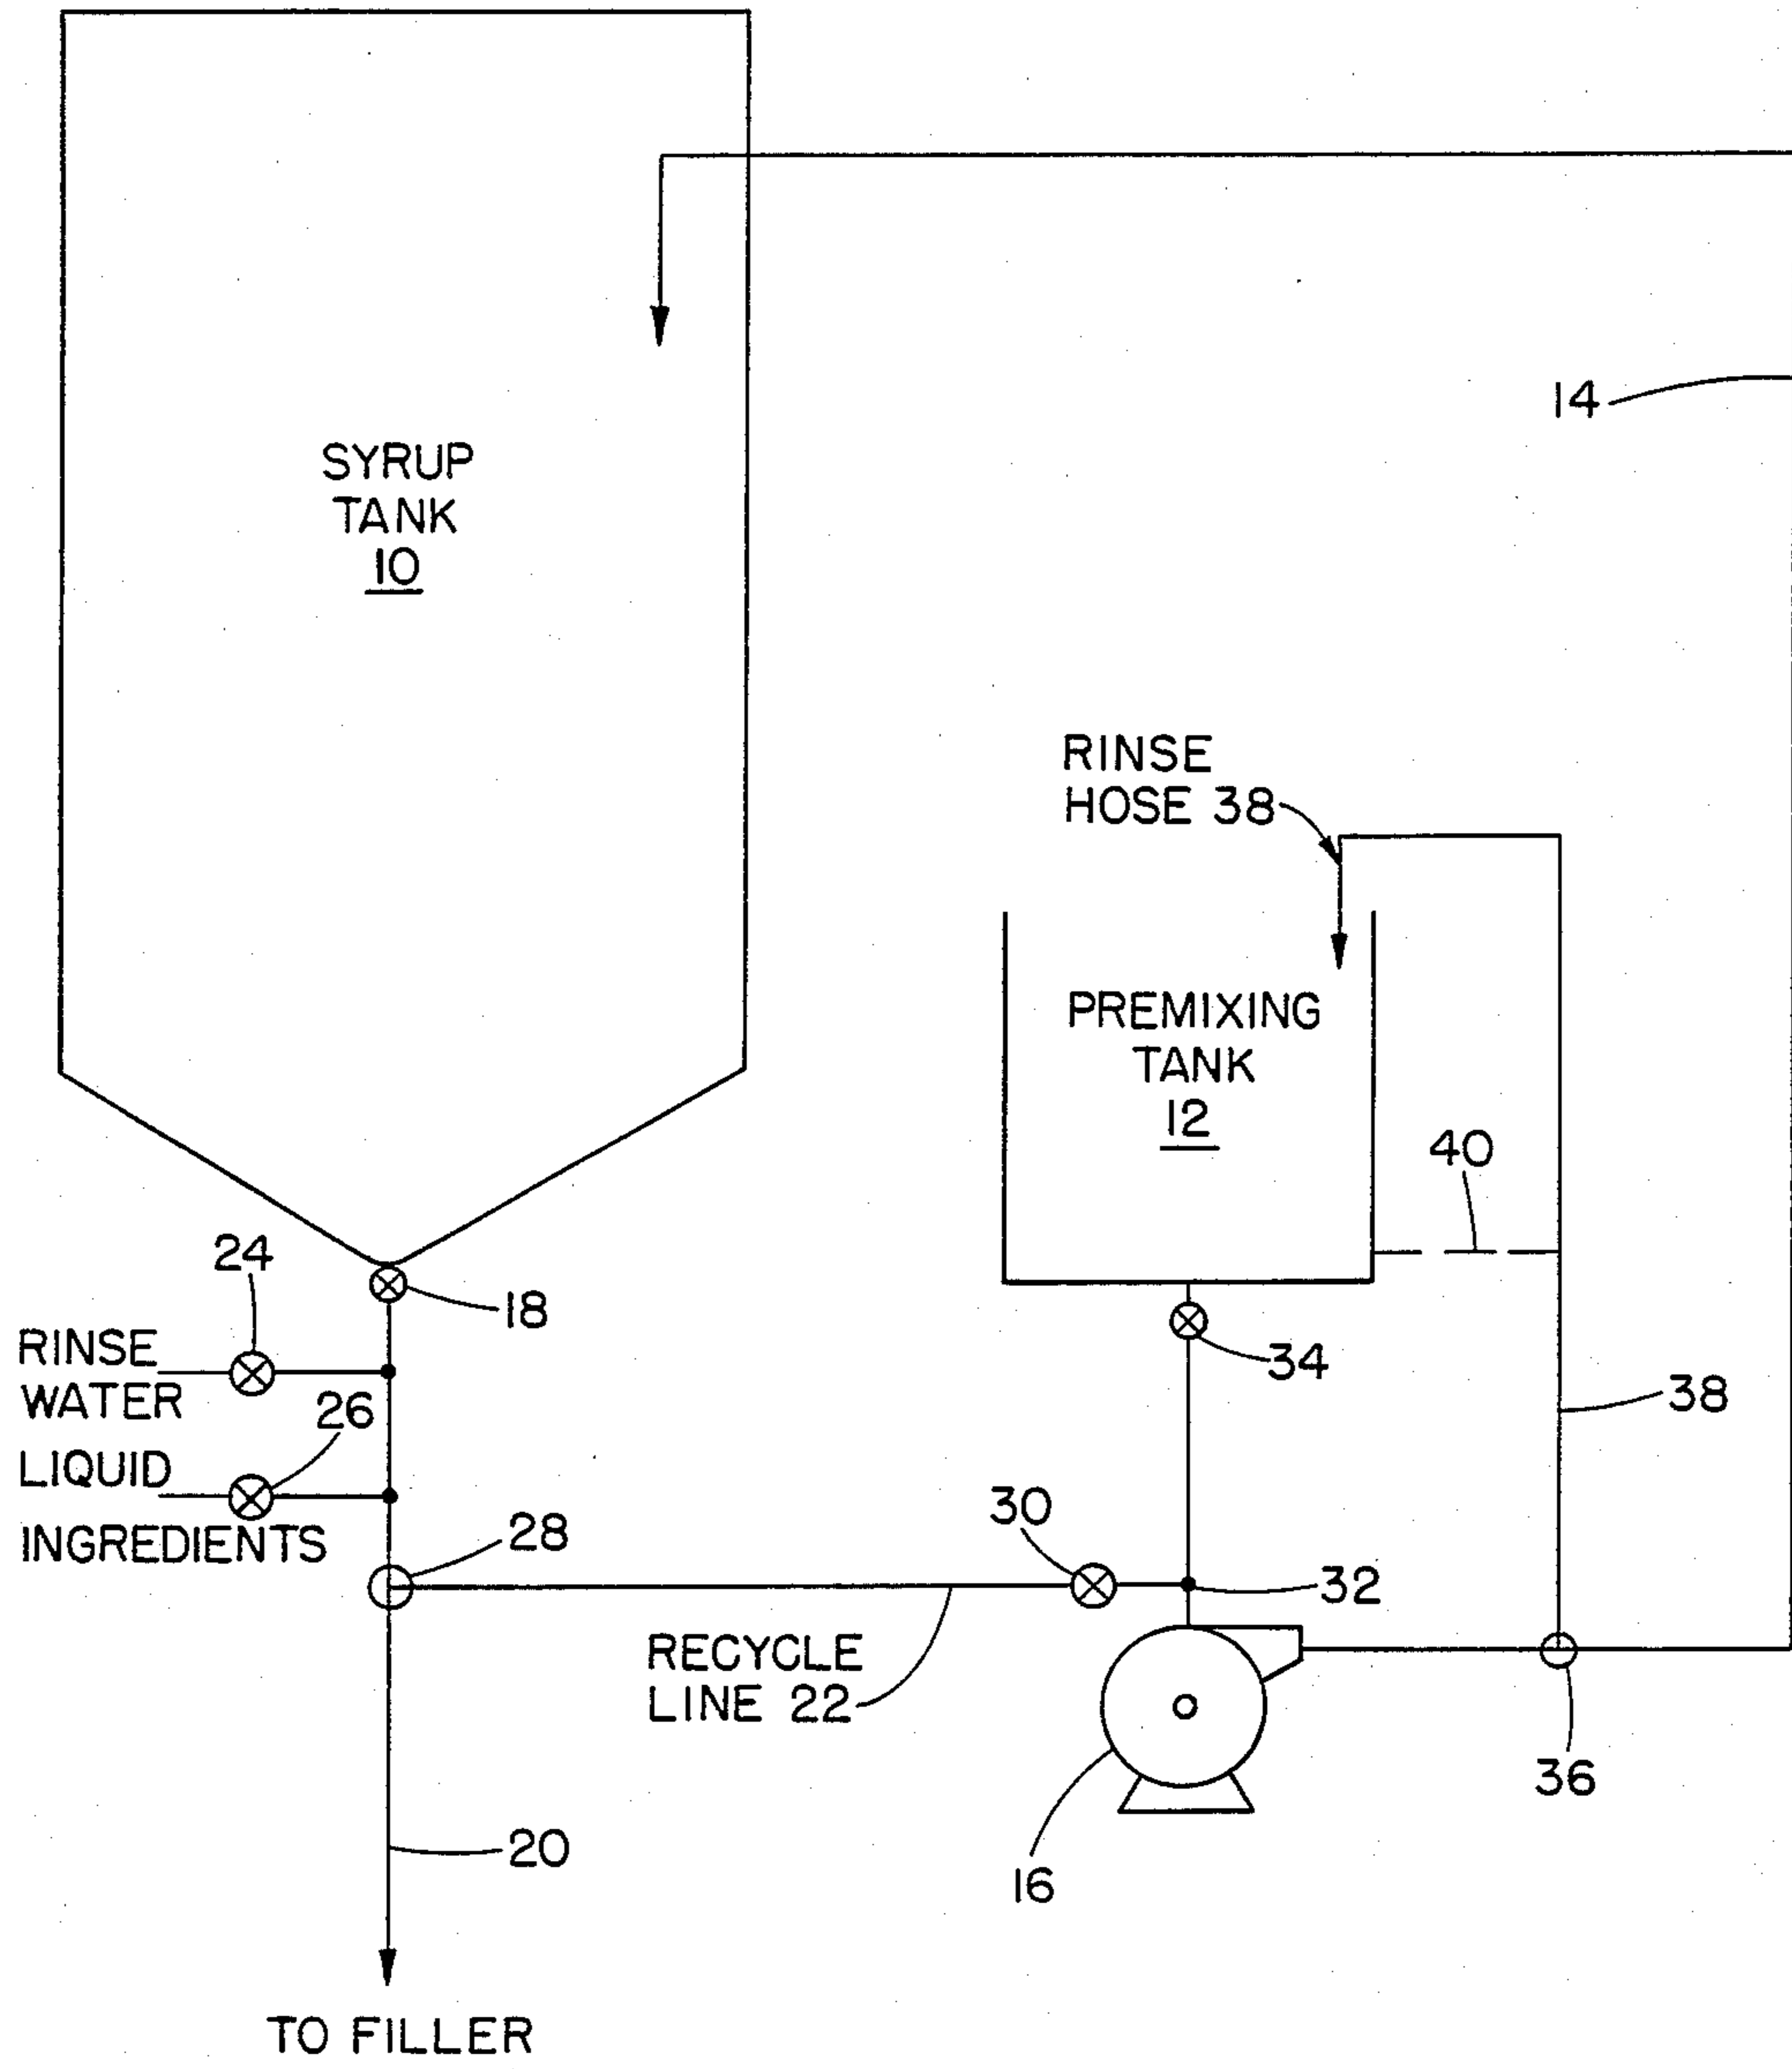 SYRUP
TANK
10
14
RINSE
HOSE 38
PREMIXING
TANK
12
40
24
18
RINSE
WATER
34
26
38
LIQUID
INGREDIENTS
28
30
32
RECYCLE
LINE 22
36
20
16
TO FILLER